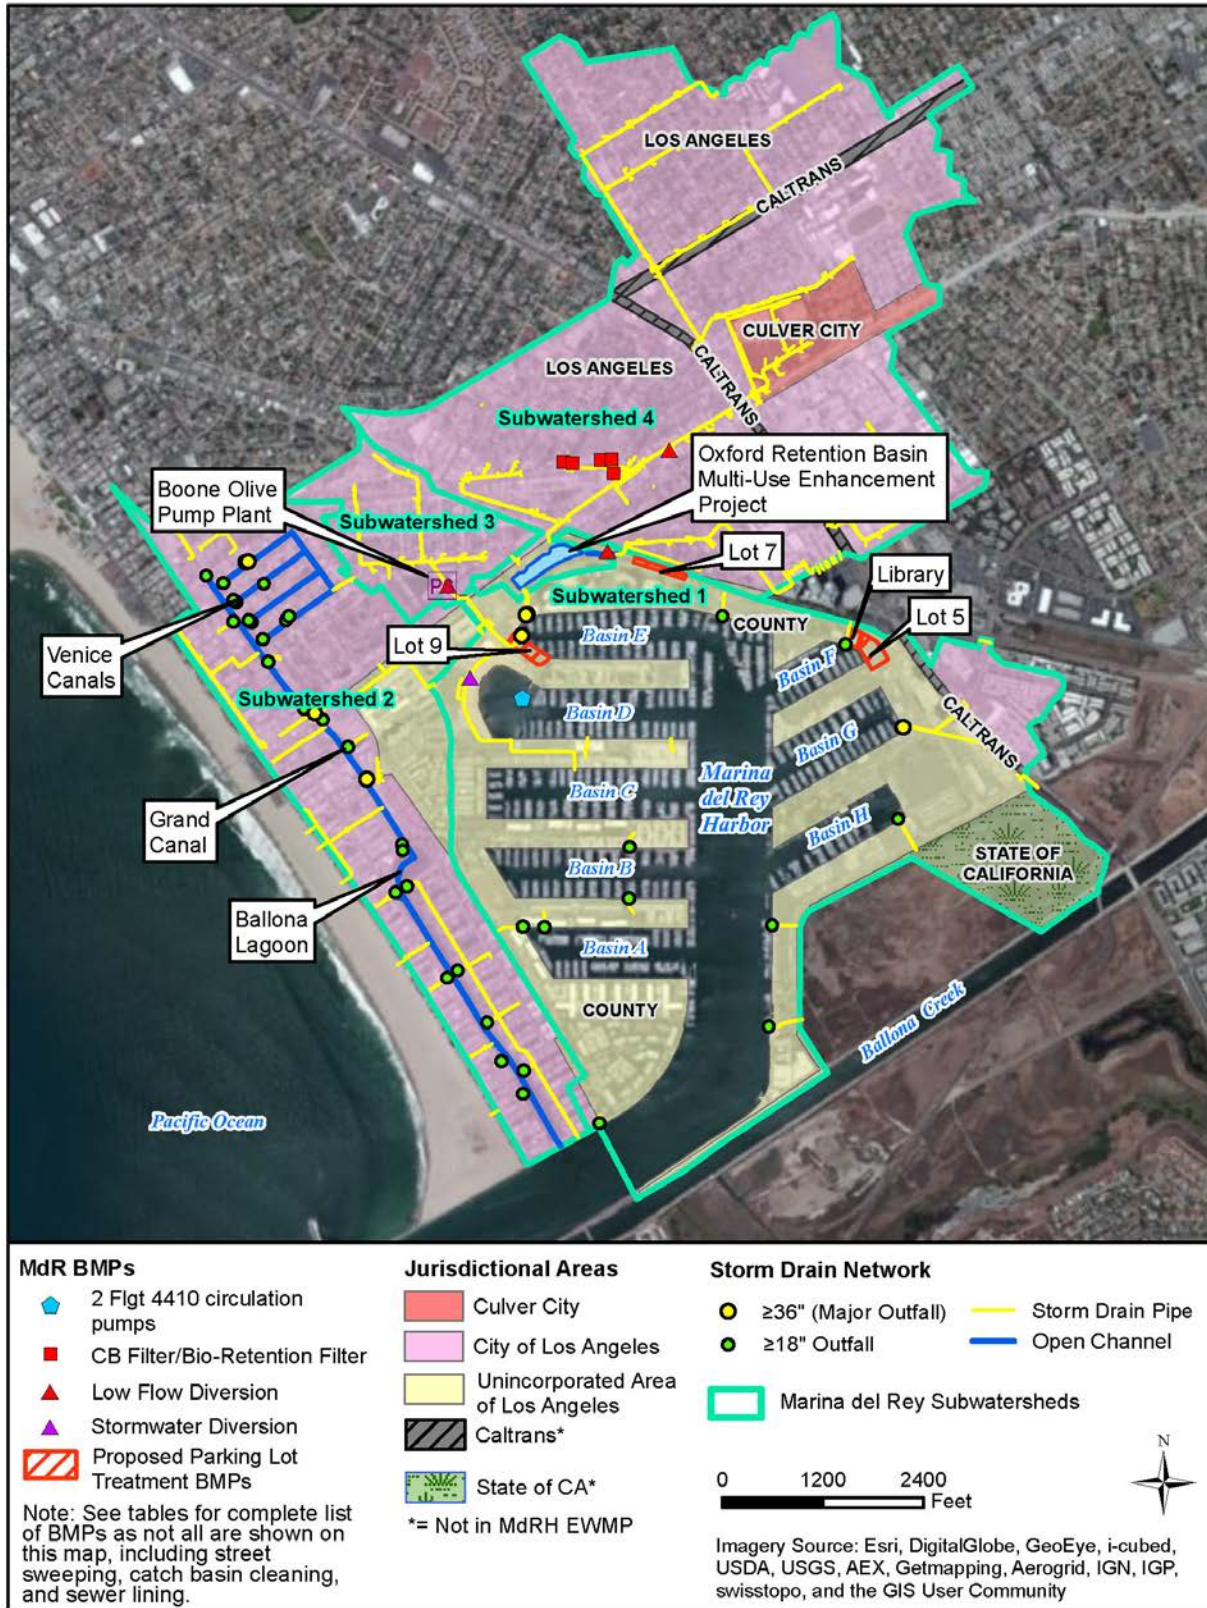 LOS ANGELES
CALTRANS
CULVER CITY
LOS ANGELES
CALTRANS
Subwatershed 4
Oxford Retention Basin
Multi-Use Enhancement
Project
Boone Olive
Pump Plant
Subwatershed 3
Lot 7
Library
Subwatershed 1
COUNTY
Lot 5
Venice
Canals
Lot 9
Basin E
Basin F
Subwatershed 2
Basin D
Basin G
CALTRANS
Grand
Canal
Basin C
Marina
del Rey
Harbor
Basin H
STATE OF
CALIFORNIA
Basin B
Ballona
Lagoon
Basin A
COUNTY
Ballona Creek
Pacific Ocean
MdR BMPs
2 Flgt 4410 circulation
pumps
CB Filter/Bio-Retention Filter
Low Flow Diversion
Stormwater Diversion
Proposed Parking Lot
Treatment BMPs
Note: See tables for complete list
of BMPs as not all are shown on
this map, including street
sweeping, catch basin cleaning,
and sewer lining.
Jurisdictional Areas
Culver City
City of Los Angeles
Unincorporated Area
of Los Angeles
Caltrans*
State of CA*
*= Not in MdRH EWMP
Storm Drain Network
≥36" (Major Outfall)
≥18" Outfall
Storm Drain Pipe
Open Channel
Marina del Rey Subwatersheds
N
0 1200 2400
Feet
Imagery Source: Esri, DigitalGlobe, GeoEye, i-cubed,
USDA, USGS, AEX, Getmapping, Aerogrid, IGN, IGP,
swisstopo, and the GIS User Community